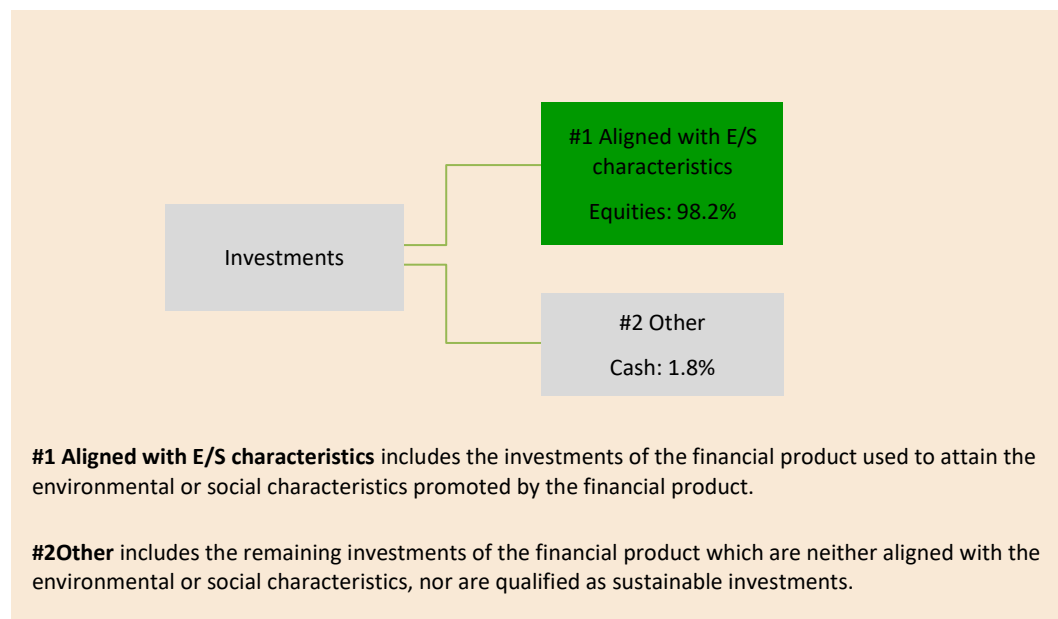 #1 Aligned with E/S
characteristics
Equities: 98.2%
Investments
#2 Other
Cash: 1.8%
#1 Aligned with E/S characteristics includes the investments of the financial product used to attain the
environmental or social characteristics promoted by the financial product.
#2Other includes the remaining investments of the financial product which are neither aligned with the
environmental or social characteristics, nor are qualified as sustainable investments.